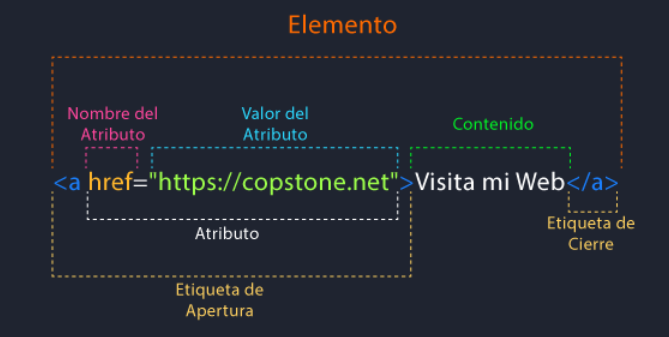 Elemento
Nombre del
Atributo
Valor del
Atributo
Contenido
<a href="https://copstone.net">Visita mi Web</a>
Atributo
Etiqueta de
Cierre
Etiqueta de
Apertura